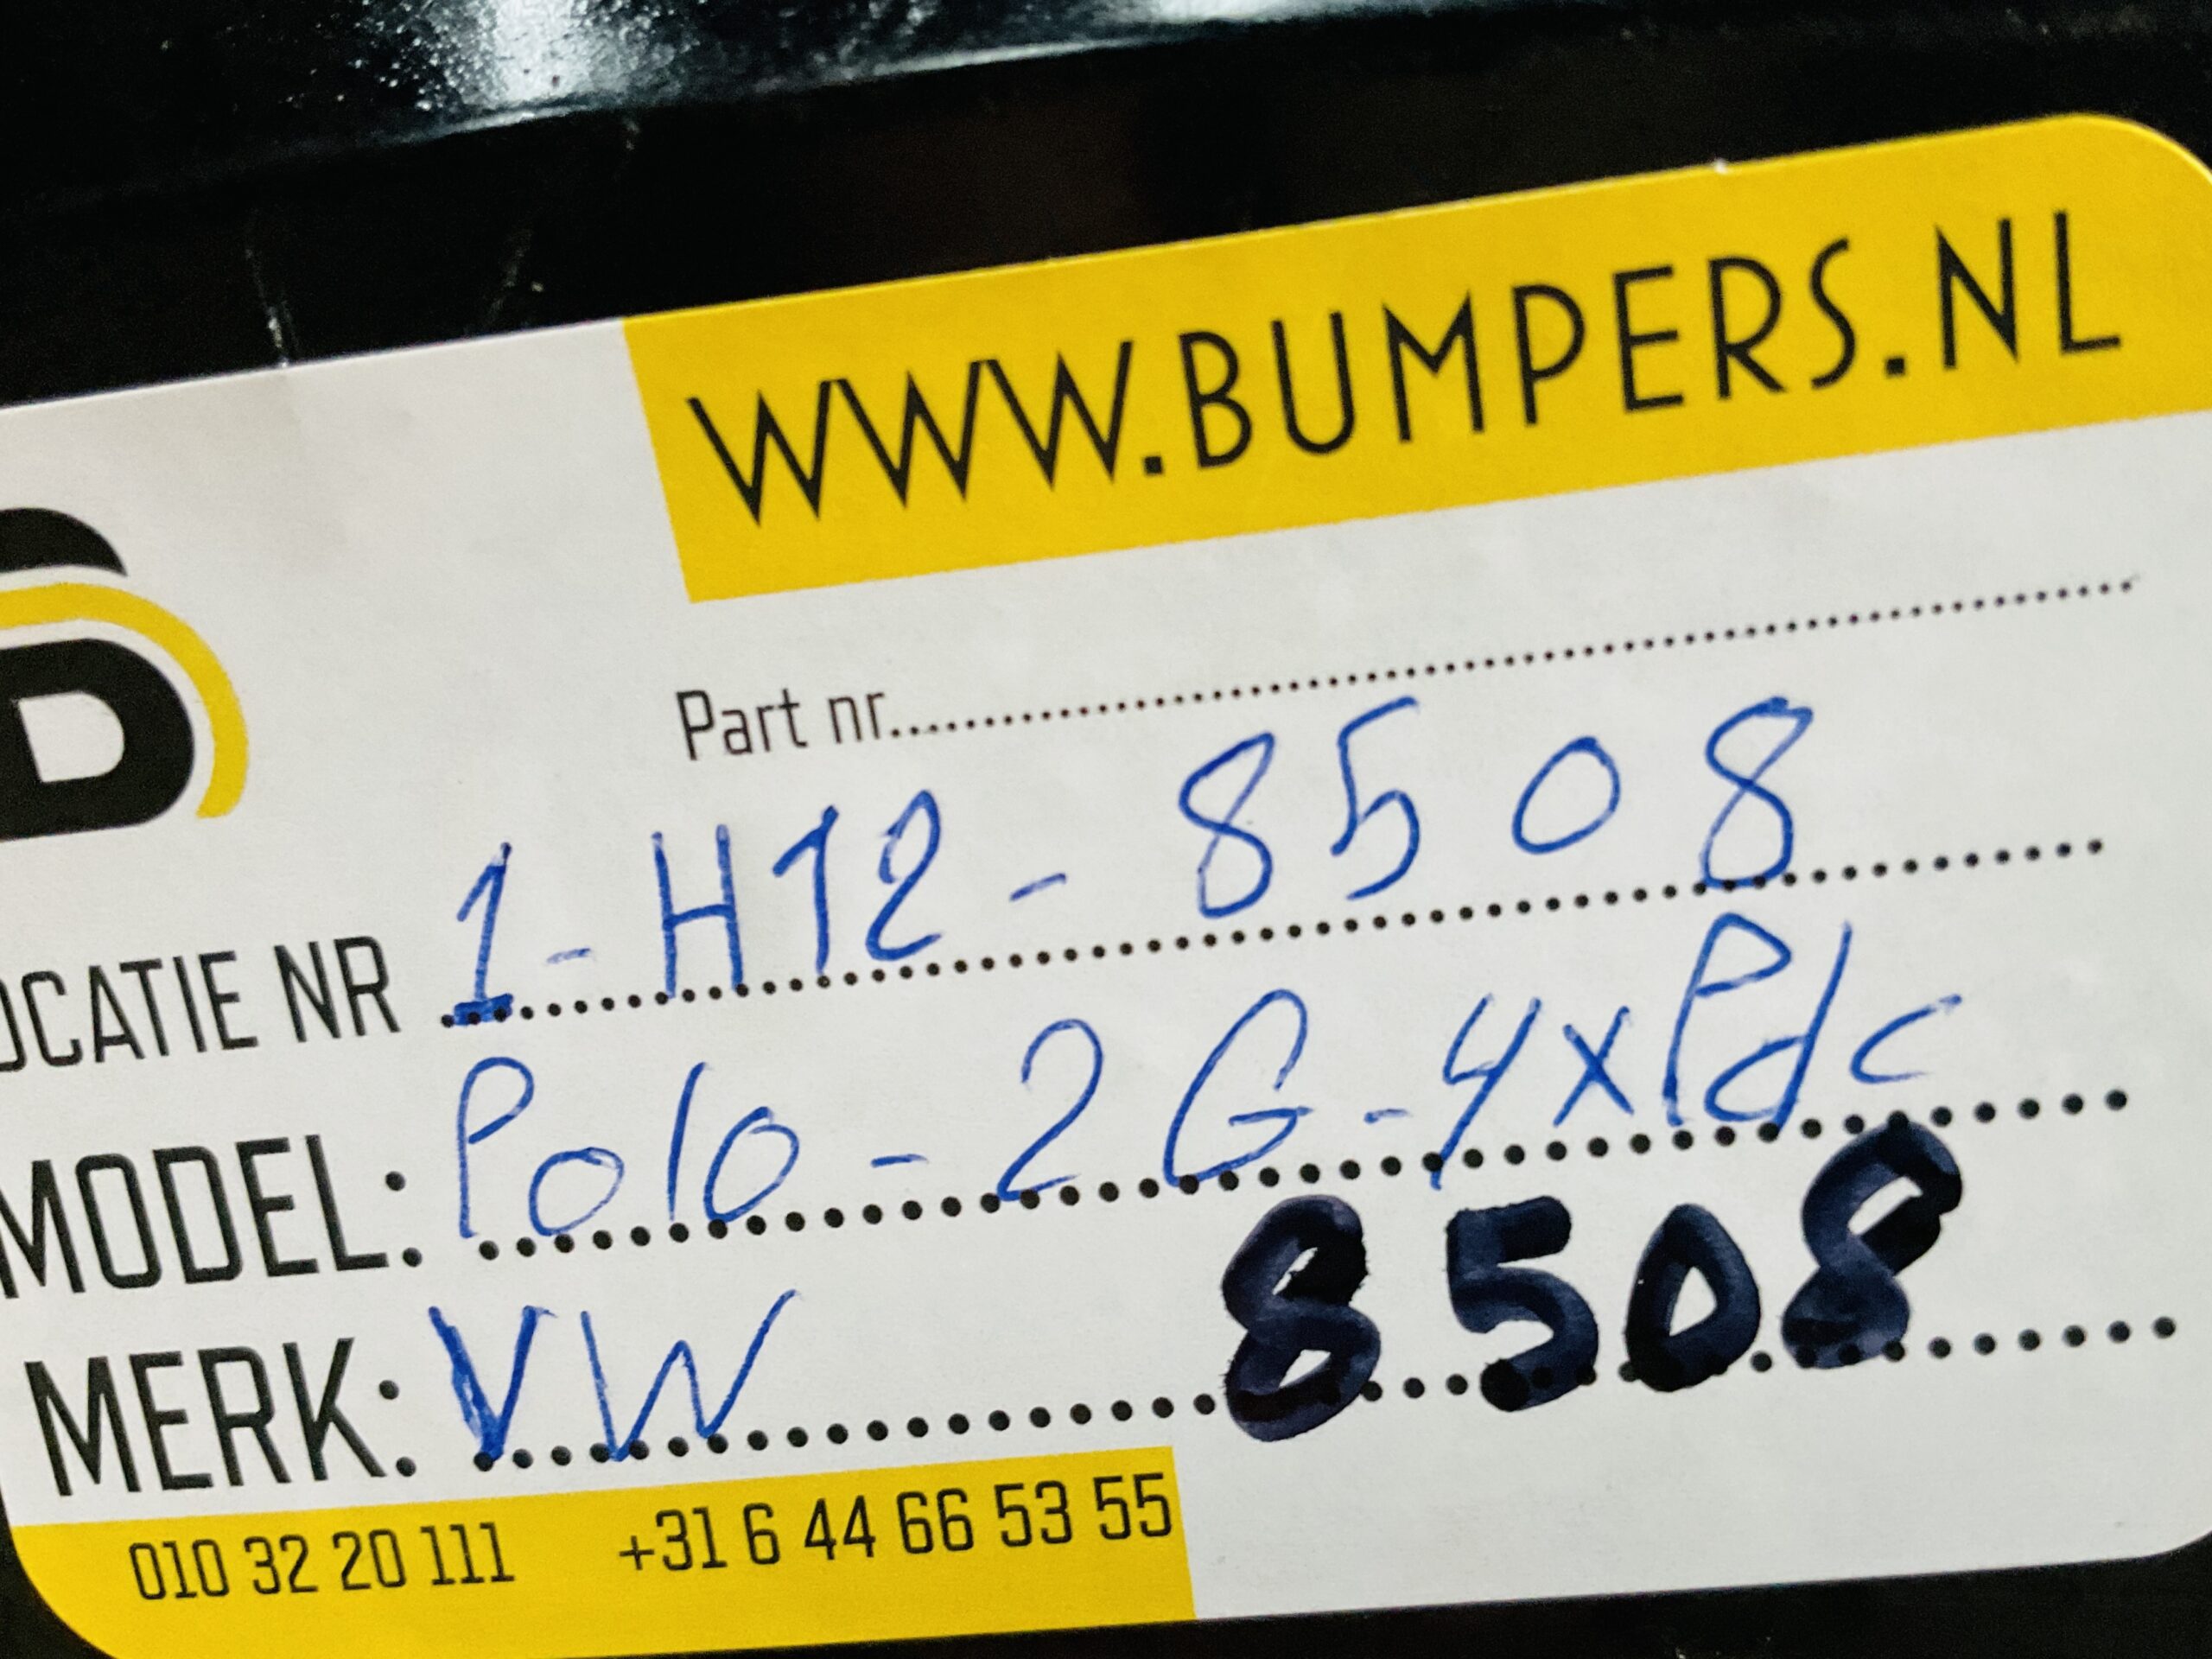 WWW.BUMPERS.NL
Part nr.
OCATIE NR 1-H12-8508
MODEL: Polo-2G-4xPdc
MERK: VW 8508
010 32 20 111 +31 6 44 66 53 55